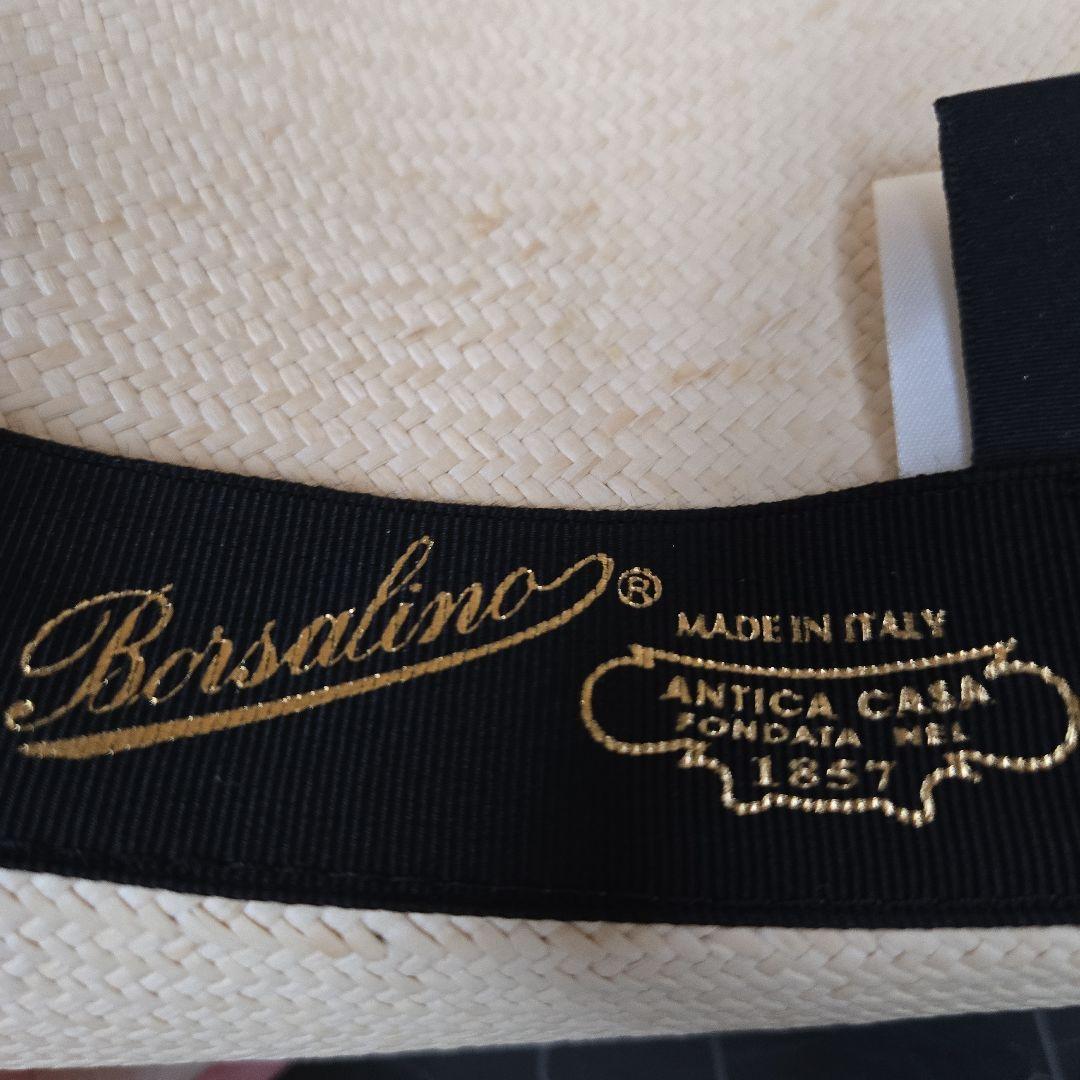 Borsalino®
MADE IN ITALY
ANTICA CASA
FONDATA NEL
1857